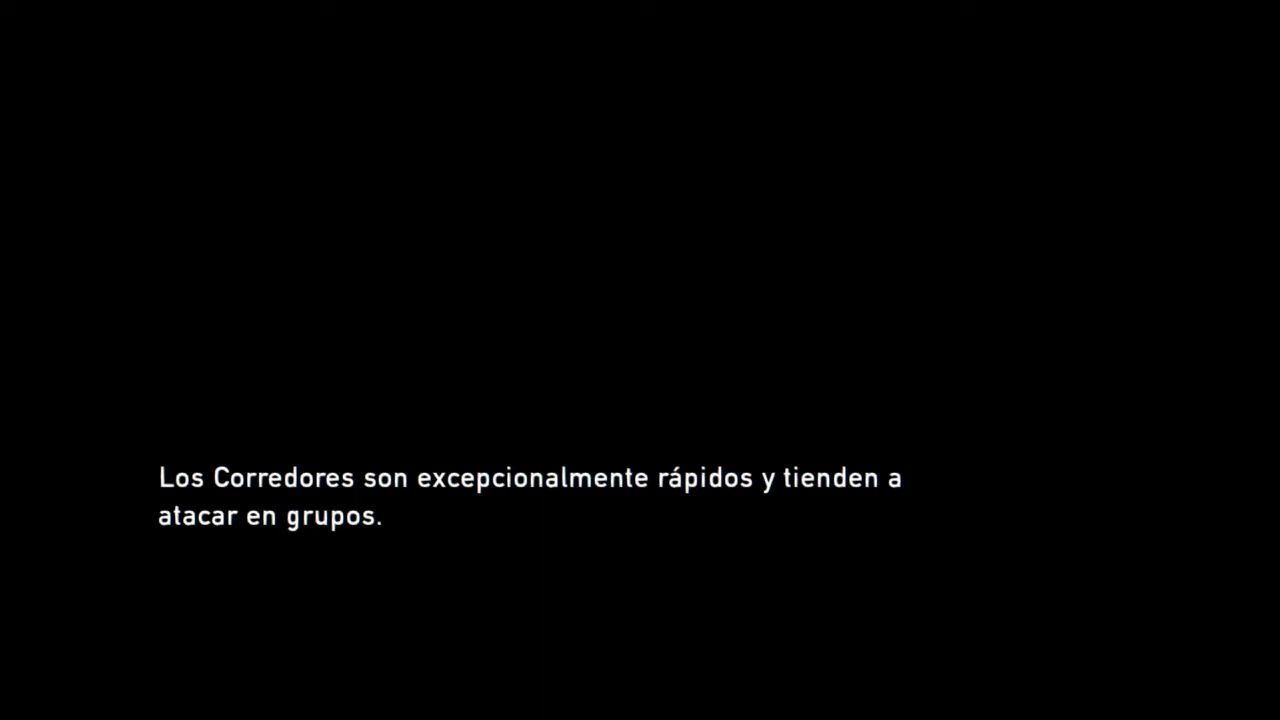 Los Corredores son excepcionalmente rápidos y tienden a
atacar en grupos.